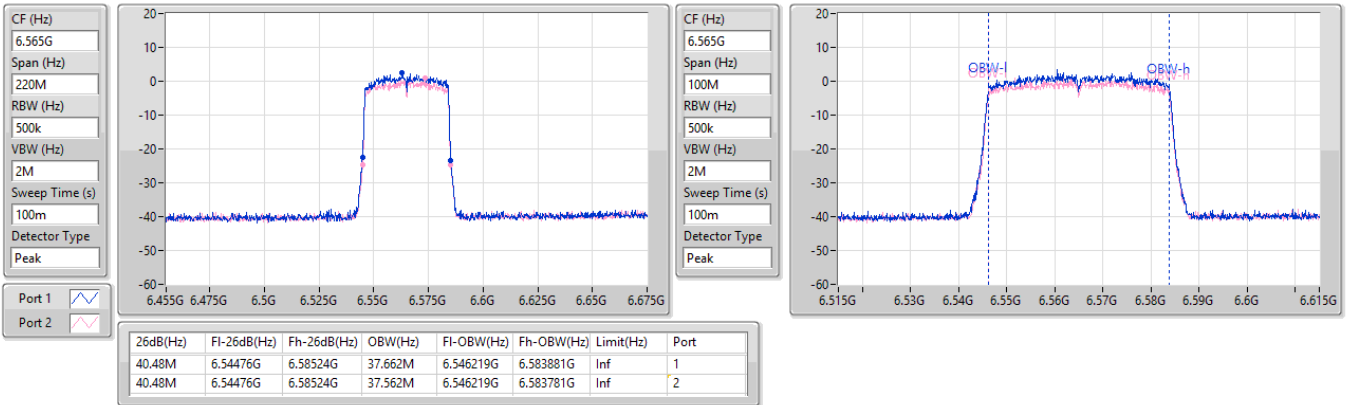 CF (Hz)
6.565G
Span (Hz)
220M
RBW (Hz)
500k
VBW (Hz)
2M
Sweep Time (s)
100m
Detector Type
Peak
Port 1
Port 2
20
10
0
-10
-20
-30
-40
-50
-60
6.455G 6.475G 6.5G 6.525G 6.55G 6.575G 6.6G 6.625G 6.65G 6.675G
CF (Hz)
6.565G
Span (Hz)
100M
RBW (Hz)
500k
VBW (Hz)
2M
Sweep Time (s)
100m
Detector Type
Peak
20
10
0
-10
-20
-30
-40
-50
-60
OBW-l OBW-h
6.515G 6.53G 6.54G 6.55G 6.56G 6.57G 6.58G 6.59G 6.6G 6.615G
26dB(Hz) Fl-26dB(Hz) Fh-26dB(Hz) OBW(Hz) Fl-OBW(Hz) Fh-OBW(Hz) Limit(Hz) Port
40.48M 6.54476G 6.58524G 37.662M 6.546219G 6.583881G Inf 1
40.48M 6.54476G 6.58524G 37.562M 6.546219G 6.583781G Inf 2